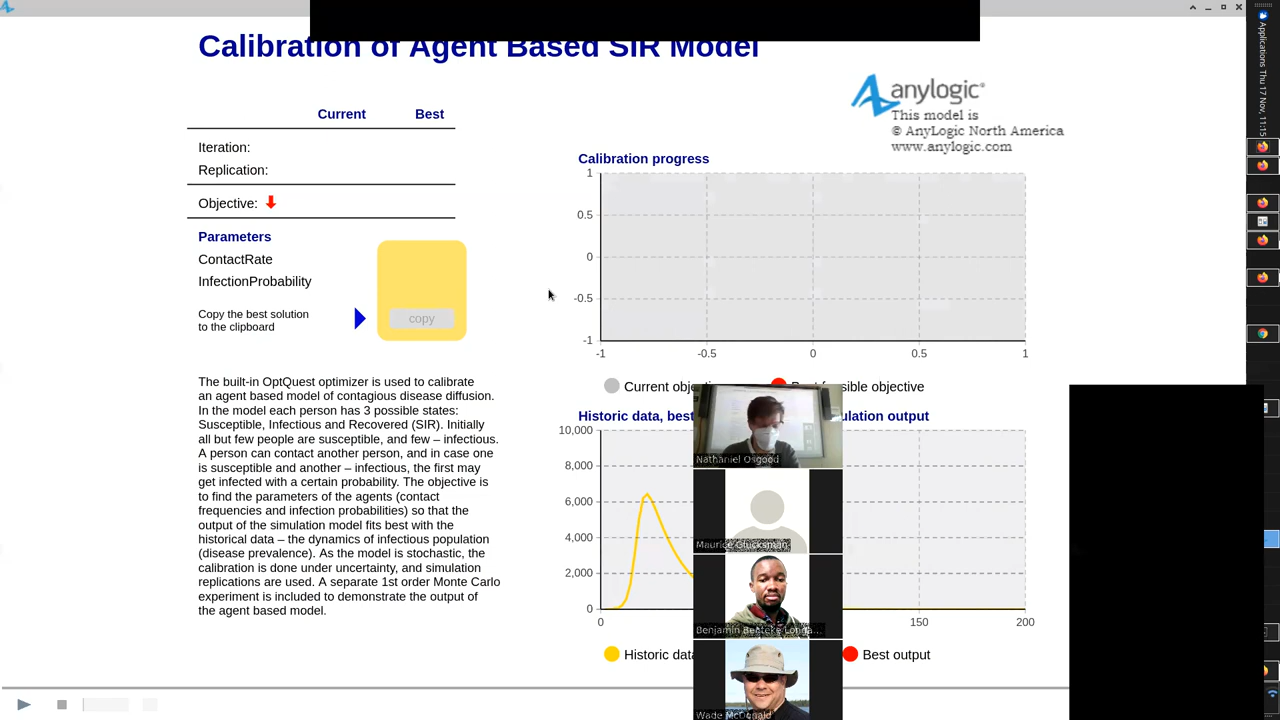 Calibration of Agent Based SIR Model
anylogic
This model is
© AnyLogic North America
www.anylogic.com
Current Best
Iteration:
Replication:
Objective:
Parameters
ContactRate
InfectionProbability
Copy the best solution
to the clipboard
copy
The built-in OptQuest optimizer is used to calibrate
an agent based model of contagious disease diffusion.
In the model each person has 3 possible states:
Susceptible, Infectious and Recovered (SIR). Initially
all but few people are susceptible, and few – infectious.
A person can contact another person, and in case one
is susceptible and another – infectious, the first may
get infected with a certain probability. The objective is
to find the parameters of the agents (contact
frequencies and infection probabilities) so that the
output of the simulation model fits best with the
historical data – the dynamics of infectious population
(disease prevalence). As the model is stochastic, the
calibration is done under uncertainty, and simulation
replications are used. A separate 1st order Monte Carlo
experiment is included to demonstrate the output of
the agent based model.
Calibration progress
1
0.5
0
-0.5
-1
-1 -0.5 0 0.5 1
Current objective
objective
Historic data, best
output
10,000
8,000
6,000
4,000
2,000
0
0 150 200
Historic data Best output
Nathaniel Osgood
Maurice Glucksman
Benjamin
Wade McDonald
Applications Thu 17 Nov, 11:15